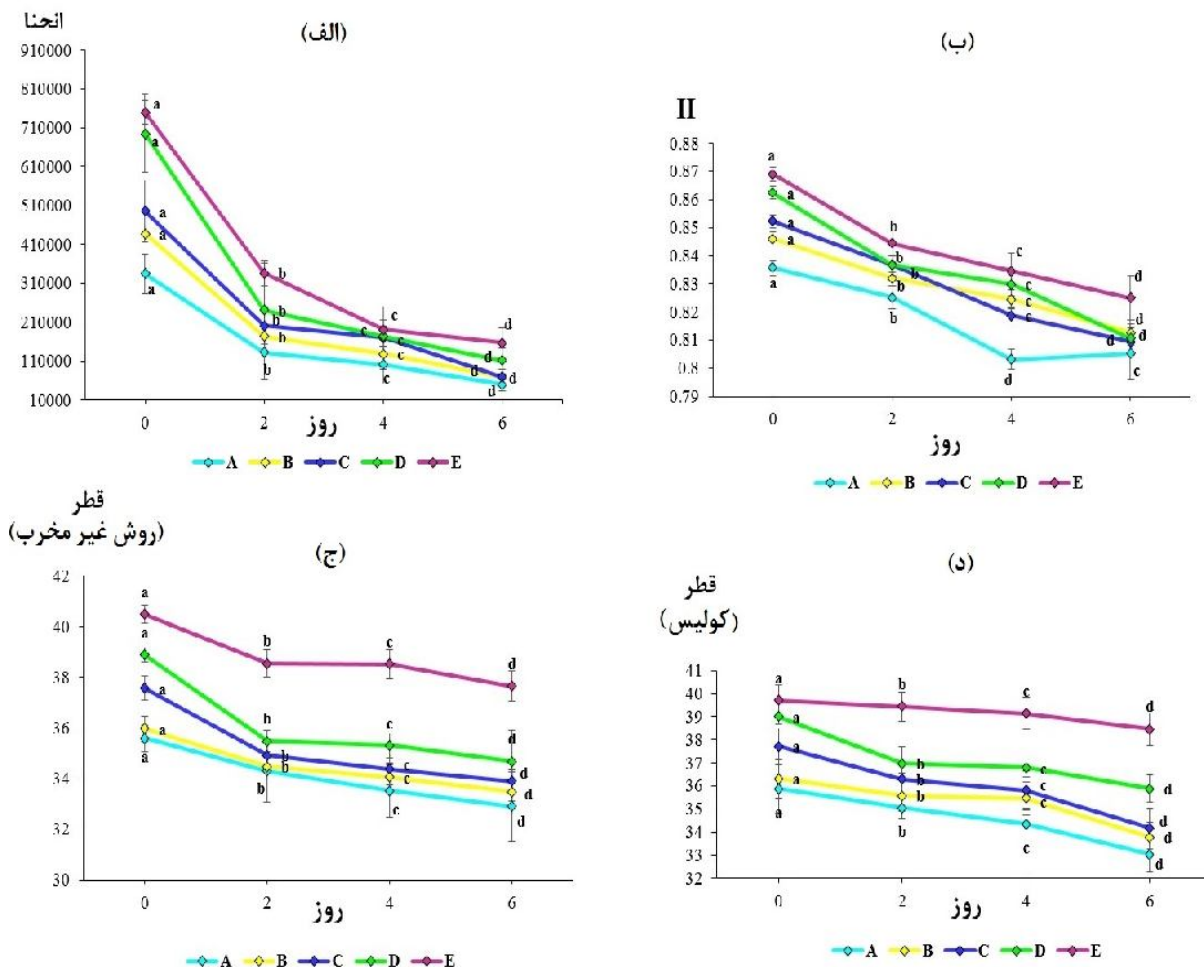 انحنا
(الف)
910000
810000
710000
610000
510000
410000
310000
210000
110000
10000
a
a
a
a
a
b
b
b
b
b
c
c
c
c
c
d
d
d
d
0 2 4 6
روز
A B C D E
(ب)
II
0.88
0.87
0.86
0.85
0.84
0.83
0.82
0.81
0.8
0.79
a
a
a
a
a
b
b
b
b
b
c
c
c
c
d
d
d
d
d
c
0 2 4 6
روز
A B C D E
قطر
(روش غیر مخرب)
(ج)
42
40
38
36
34
32
30
a
a
a
a
a
b
b
b
b
b
c
c
c
c
c
d
d
d
d
d
0 2 4 6
روز
A B C D E
(د)
قطر
(کولیس)
41
40
39
38
37
36
35
34
33
32
a
a
a
a
a
b
b
b
b
b
c
c
c
c
c
d
d
d
d
d
0 2 4 6
روز
A B C D E